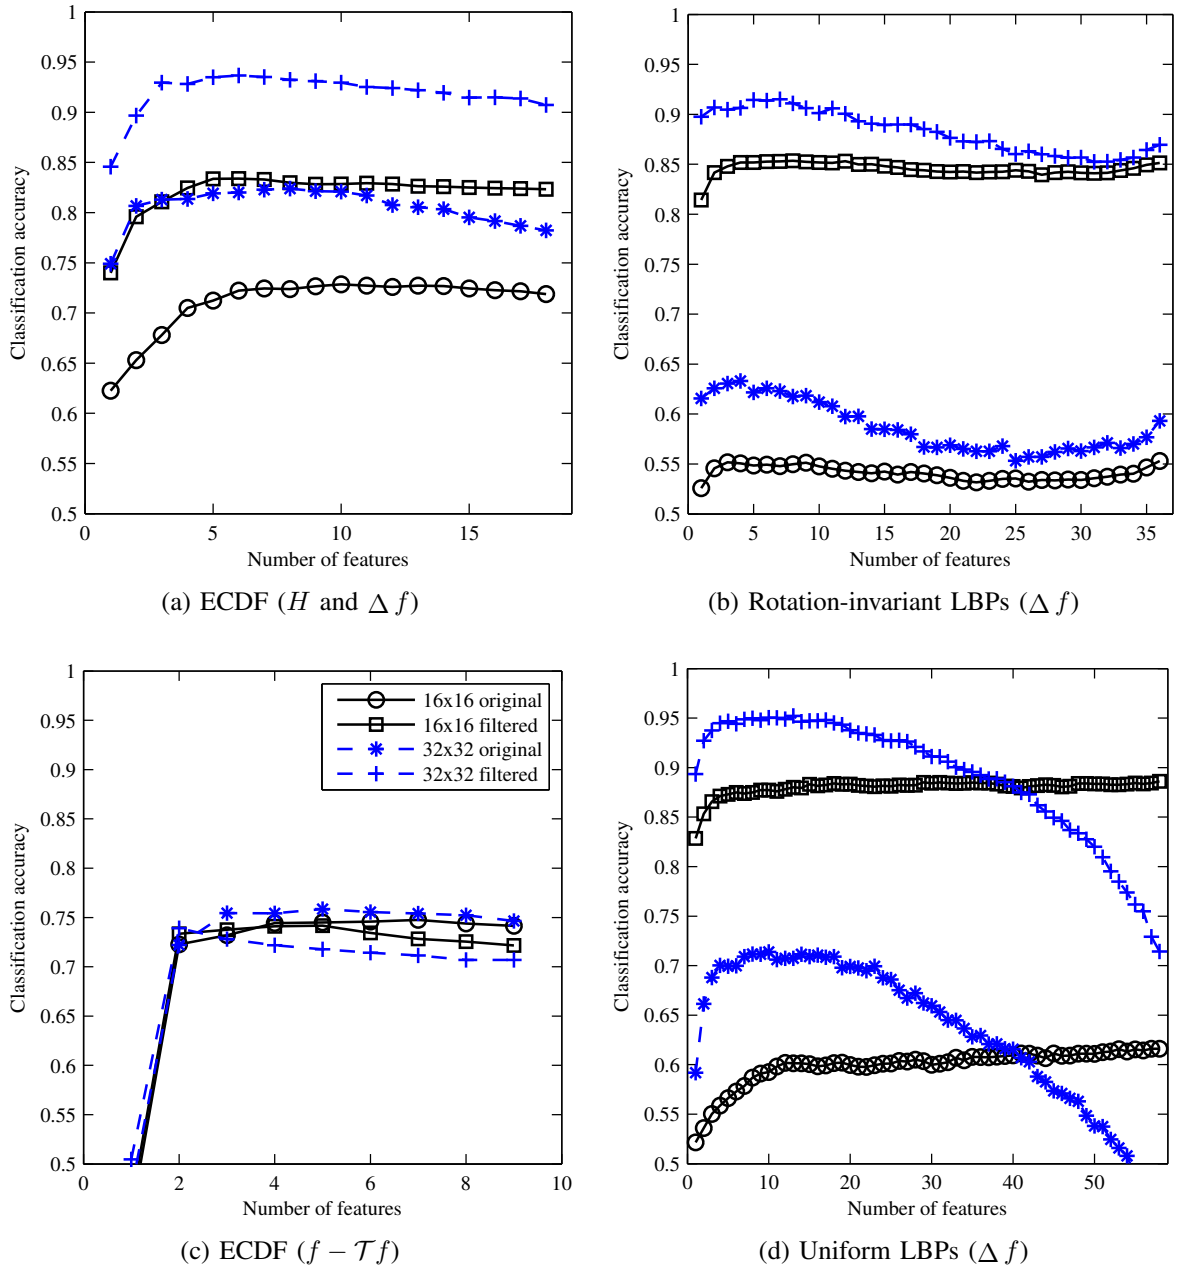 1
0.95
0.9
0.85
0.8
0.75
0.7
0.65
0.6
0.55
0.5
0 5 10 15
Classification accuracy
Number of features
(a) ECDF (H and Δ f)
1
0.95
0.9
0.85
0.8
0.75
0.7
0.65
0.6
0.55
0.5
0 5 10 15 20 25 30 35
Classification accuracy
Number of features
(b) Rotation-invariant LBPs (Δ f)
1
0.95
0.9
0.85
0.8
0.75
0.7
0.65
0.6
0.55
0.5
0 2 4 6 8 10
Classification accuracy
Number of features
16x16 original
16x16 filtered
32x32 original
32x32 filtered
(c) ECDF (f − 𝒯f)
1
0.95
0.9
0.85
0.8
0.75
0.7
0.65
0.6
0.55
0.5
0 10 20 30 40 50
Classification accuracy
Number of features
(d) Uniform LBPs (Δ f)